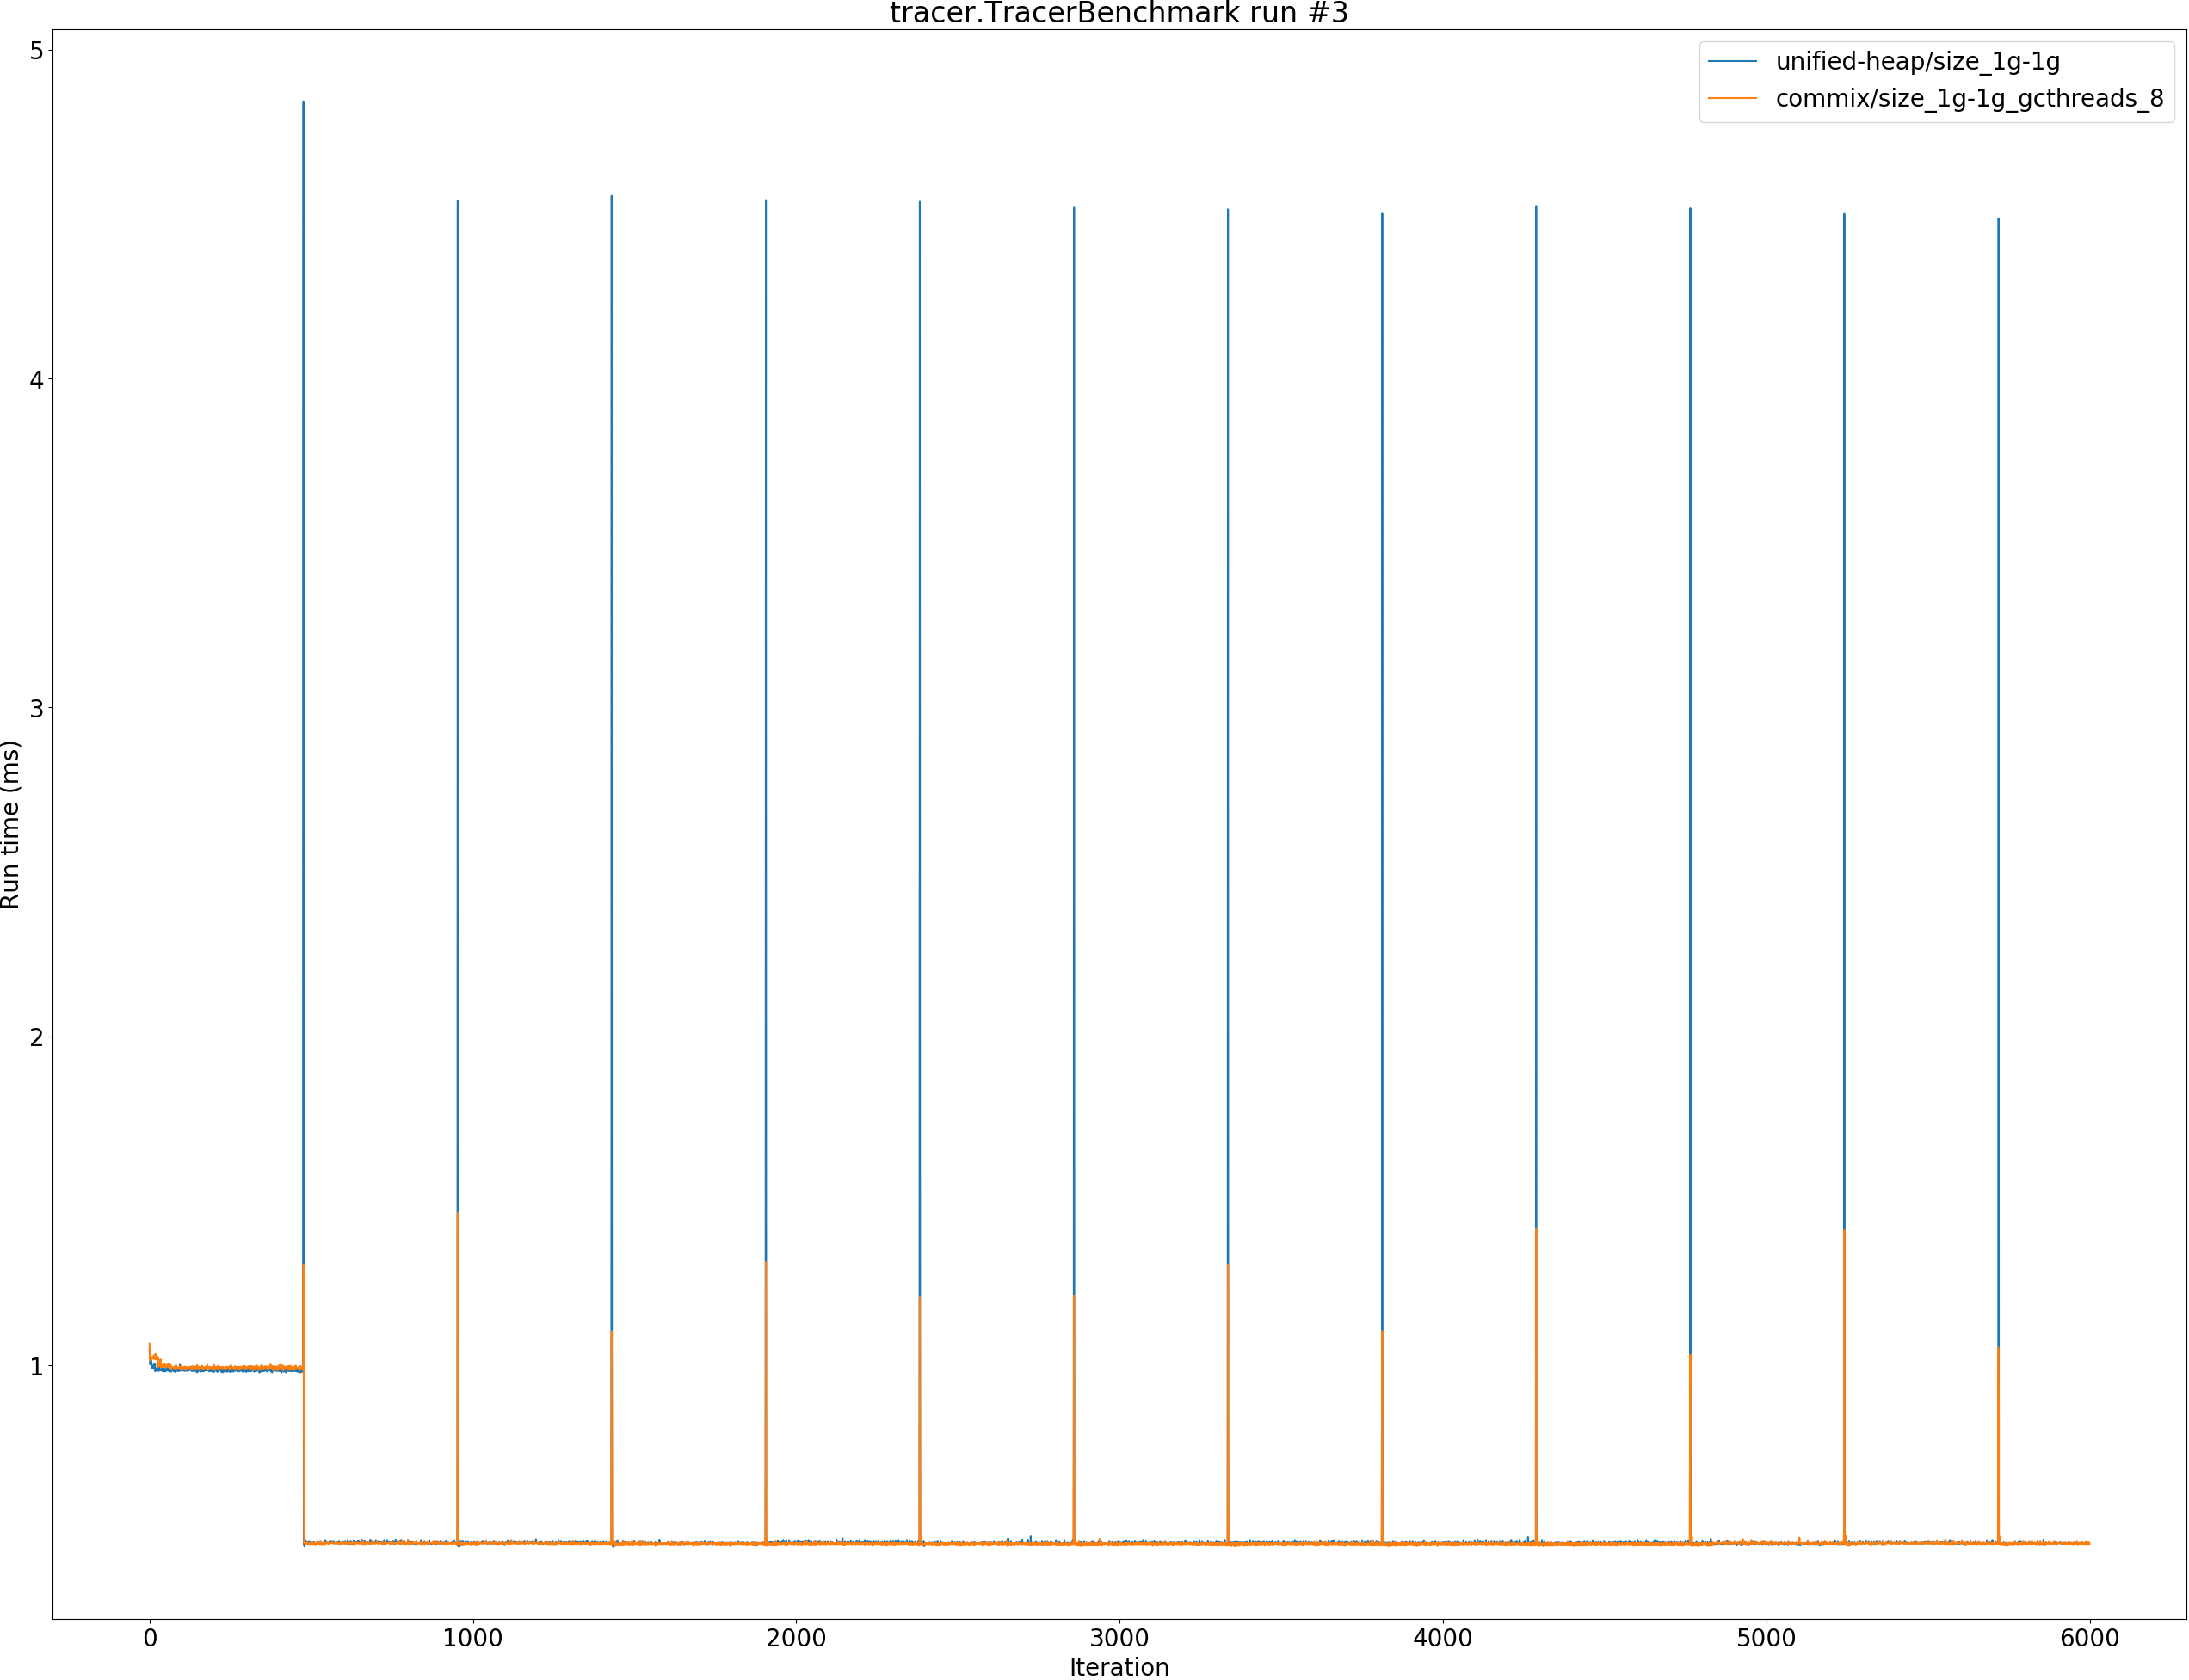 tracer.TracerBenchmark run #3
unified-heap/size_1g-1g
commix/size_1g-1g_gcthreads_8
Run time (ms)
5
4
3
2
1
0 1000 2000 3000 4000 5000 6000
Iteration